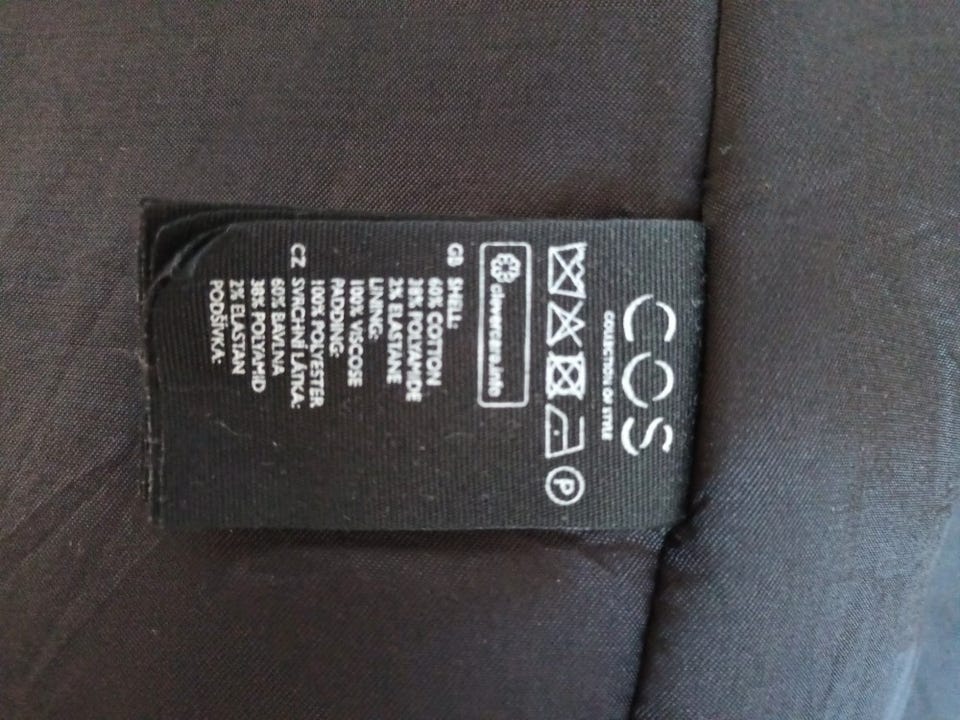 COS
COLLECTION OF STYLE
P
clevercare.info
GB SHELL:
60% COTTON
38% POLYAMIDE
2% ELASTANE
LINING:
100% VISCOSE
PADDING:
100% POLYESTER
CZ SVRCHNÍ LÁTKA:
60% BAVLNA
38% POLYAMID
2% ELASTAN
PODŠÍVKA: